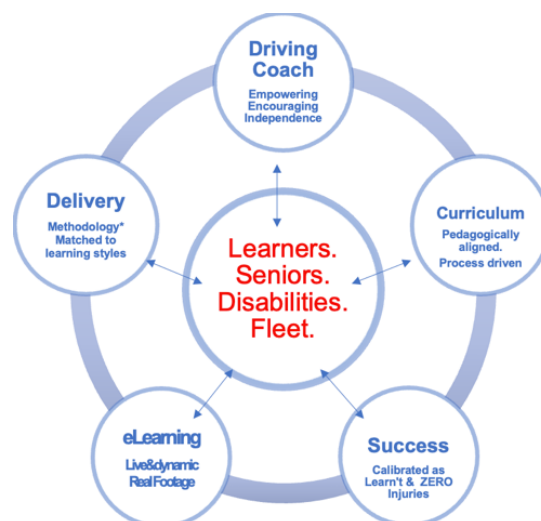 Driving
Coach
Empowering
Encouraging
Independence
Delivery
Methodology*
Matched to
learning styles
Curriculum
Pedagogically
aligned.
Process driven
Learners.
Seniors.
Disabilities.
Fleet.
eLearning
Live&dynamic
Real Footage
Success
Calibrated as
Learn't & ZERO
Injuries